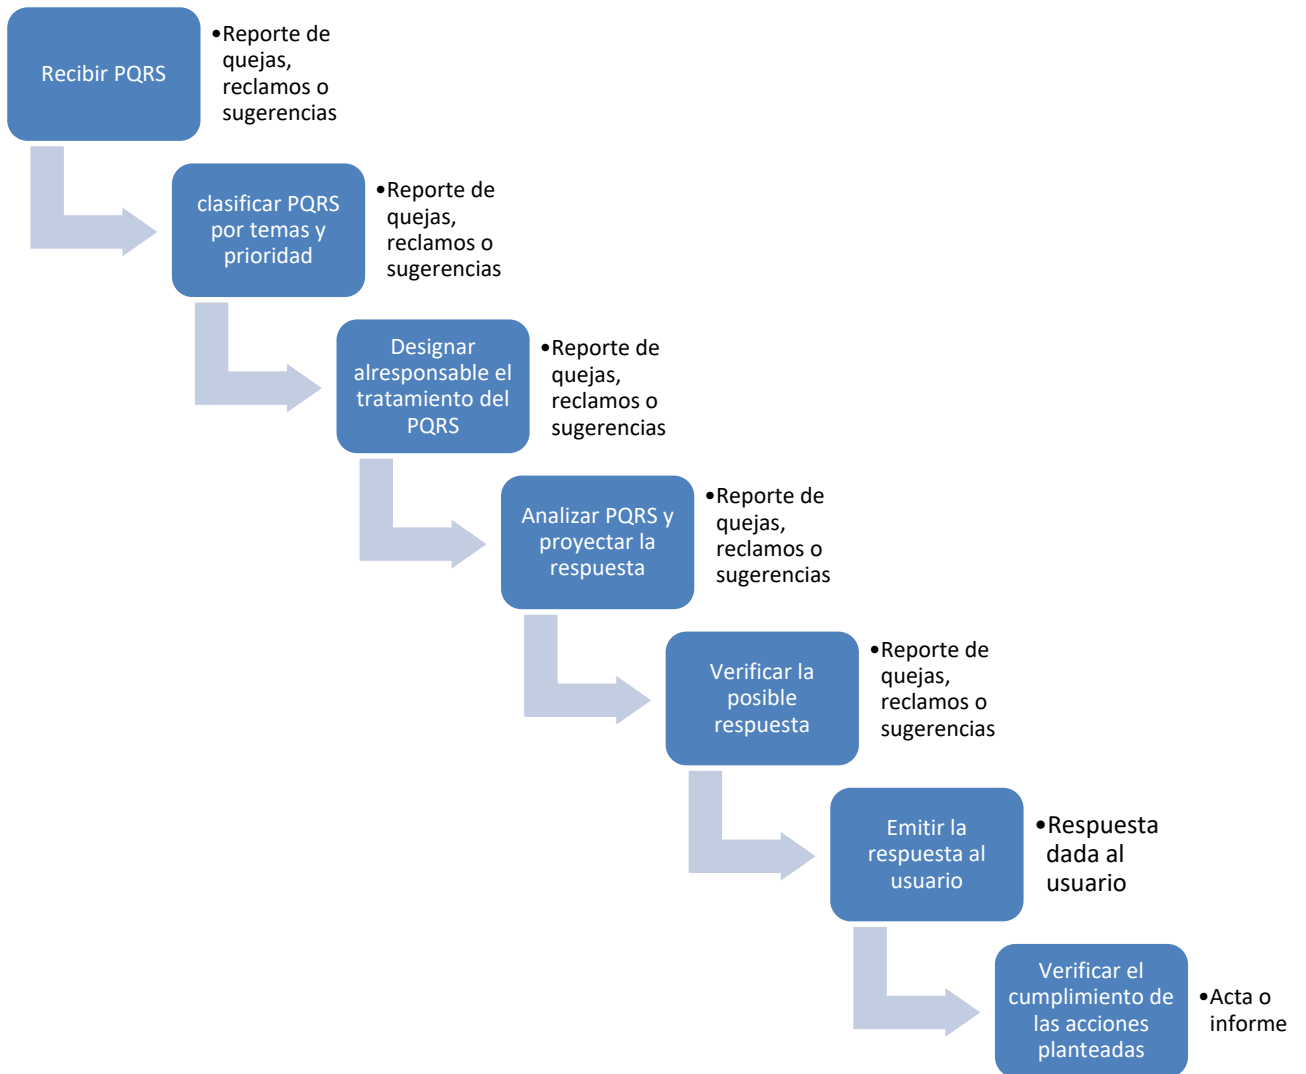 Recibir PQRS
•Reporte de
quejas,
reclamos o
sugerencias
clasificar PQRS
por temas y
prioridad
•Reporte de
quejas,
reclamos o
sugerencias
Designar
alresponsable el
tratamiento del
PQRS
•Reporte de
quejas,
reclamos o
sugerencias
Analizar PQRS y
proyectar la
respuesta
•Reporte de
quejas,
reclamos o
sugerencias
Verificar la
posible
respuesta
•Reporte de
quejas,
reclamos o
sugerencias
Emitir la
respuesta al
usuario
•Respuesta
dada al
usuario
Verificar el
cumplimiento de
las acciones
planteadas
•Acta o
informe